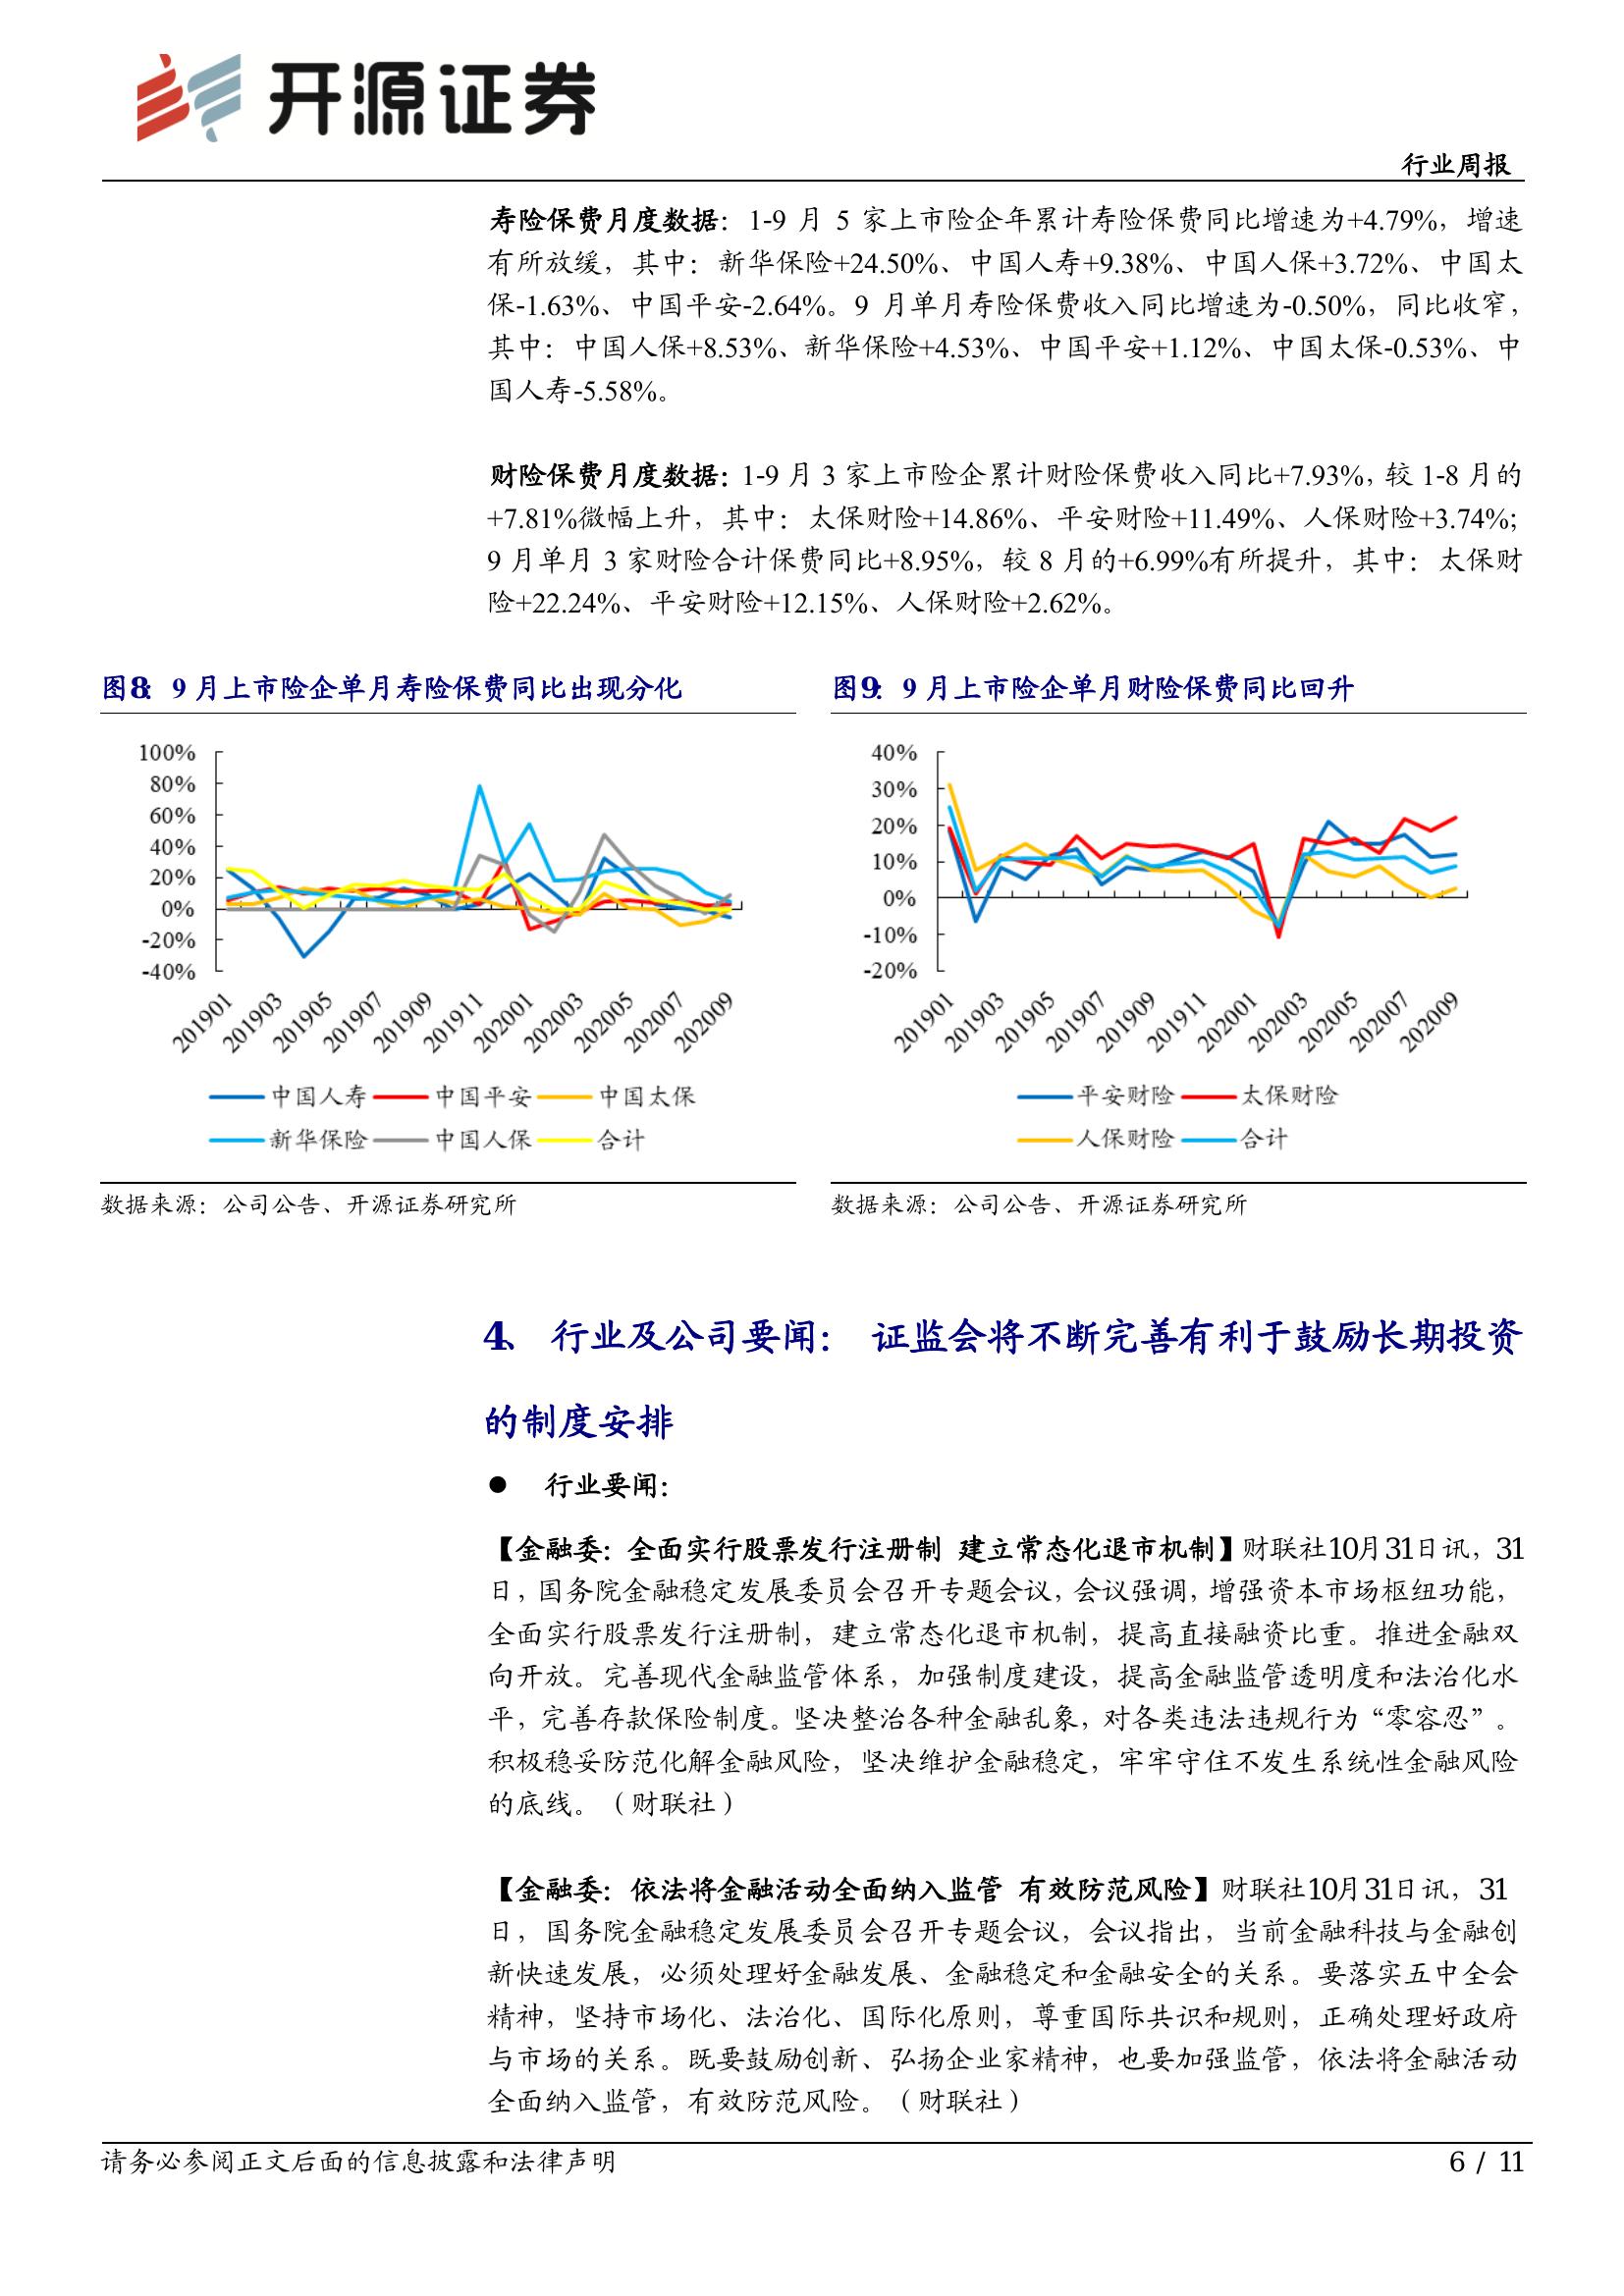 开源证券
行业周报
寿险保费月度数据：1-9 月 5 家上市险企年累计寿险保费同比增速为+4.79%，增速
有所放缓，其中：新华保险+24.50%、中国人寿+9.38%、中国人保+3.72%、中国太
保-1.63%、中国平安-2.64%。9 月单月寿险保费收入同比增速为-0.50%，同比收窄，
其中：中国人保+8.53%、新华保险+4.53%、中国平安+1.12%、中国太保-0.53%、中
国人寿-5.58%。
财险保费月度数据：1-9 月 3 家上市险企累计财险保费收入同比+7.93%，较 1-8 月的
+7.81%微幅上升，其中：太保财险+14.86%、平安财险+11.49%、人保财险+3.74%；
9 月单月 3 家财险合计保费同比+8.95%，较 8 月的+6.99%有所提升，其中：太保财
险+22.24%、平安财险+12.15%、人保财险+2.62%。
图8：9 月上市险企单月寿险保费同比出现分化
100%
80%
60%
40%
20%
0%
-20%
-40%
201901 201903 201905 201907 201909 201911 202001 202003 202005 202007 202009
中国人寿 中国平安 中国太保
新华保险 中国人保 合计
数据来源：公司公告、开源证券研究所
图9：9 月上市险企单月财险保费同比回升
40%
30%
20%
10%
0%
-10%
-20%
201901 201903 201905 201907 201909 201911 202001 202003 202005 202007 202009
平安财险 太保财险
人保财险 合计
数据来源：公司公告、开源证券研究所
4、 行业及公司要闻： 证监会将不断完善有利于鼓励长期投资
的制度安排
● 行业要闻：
【金融委：全面实行股票发行注册制 建立常态化退市机制】财联社10月31日讯，31
日，国务院金融稳定发展委员会召开专题会议，会议强调，增强资本市场枢纽功能，
全面实行股票发行注册制，建立常态化退市机制，提高直接融资比重。推进金融双
向开放。完善现代金融监管体系，加强制度建设，提高金融监管透明度和法治化水
平，完善存款保险制度。坚决整治各种金融乱象，对各类违法违规行为“零容忍”。
积极稳妥防范化解金融风险，坚决维护金融稳定，牢牢守住不发生系统性金融风险
的底线。（财联社）
【金融委：依法将金融活动全面纳入监管 有效防范风险】财联社10月31日讯，31
日，国务院金融稳定发展委员会召开专题会议，会议指出，当前金融科技与金融创
新快速发展，必须处理好金融发展、金融稳定和金融安全的关系。要落实五中全会
精神，坚持市场化、法治化、国际化原则，尊重国际共识和规则，正确处理好政府
与市场的关系。既要鼓励创新、弘扬企业家精神，也要加强监管，依法将金融活动
全面纳入监管，有效防范风险。（财联社）
请务必参阅正文后面的信息披露和法律声明
6 / 11